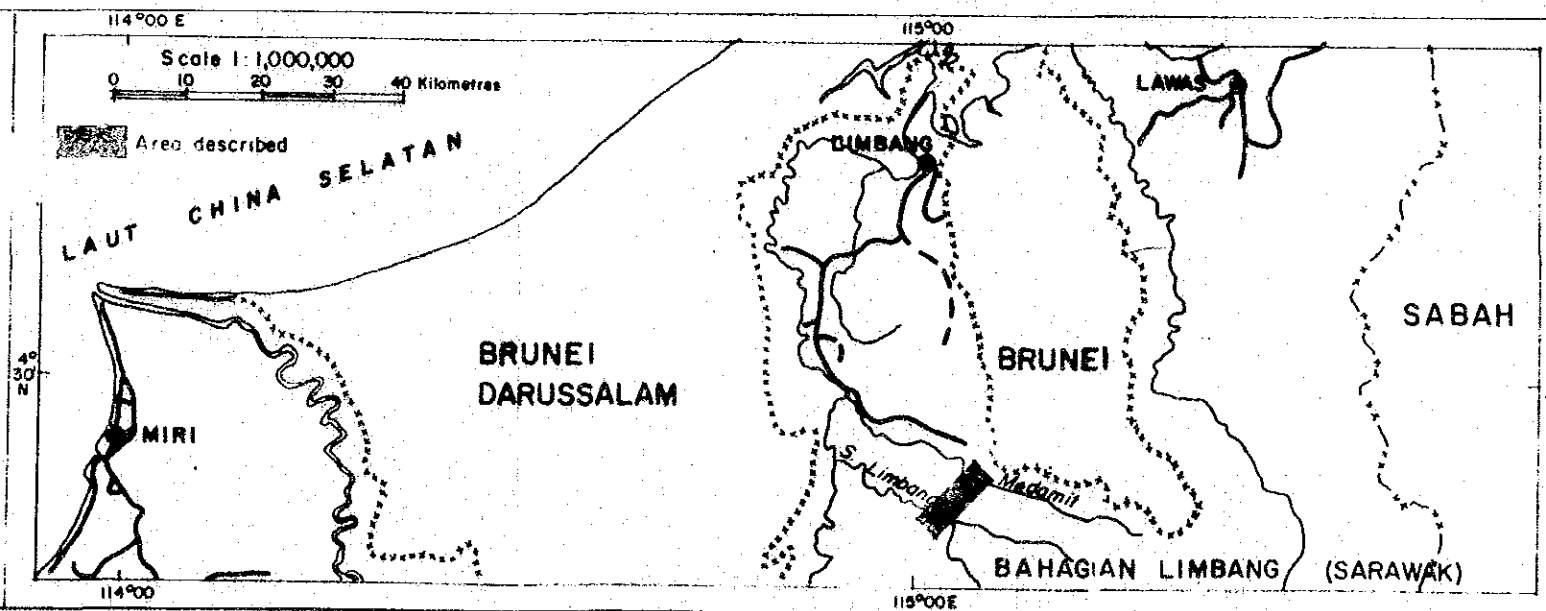 114°00 E
115°00
Scale 1:1,000,000
0 10 20 30 40 Kilometres
Area described
LAUT CHINA SELATAN
LIMBANG
LAWAS
SABAH
4°
30'
N
BRUNEI
DARUSSALAM
BRUNEI
MIRI
S. Limbang
Medamit
BAHAGIAN LIMBANG (SARAWAK)
114°00
115°00E